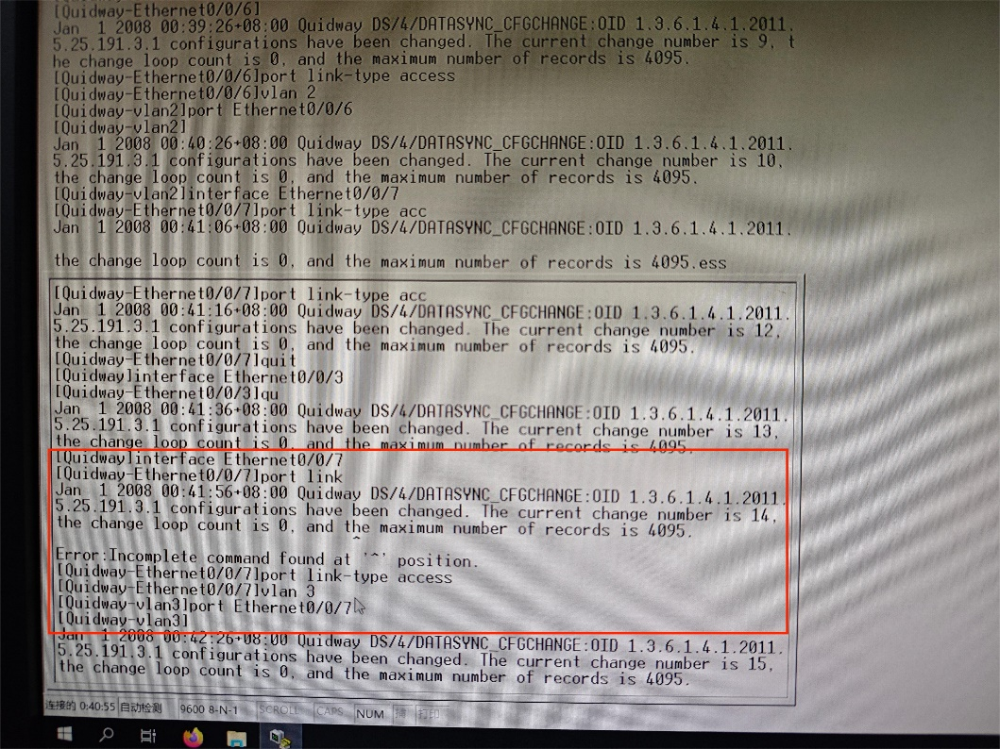 [Quidway-Ethernet0/0/6]
Jan  1 2008 00:39:26+08:00 Quidway DS/4/DATASYNC_CFGCHANGE:OID 1.3.6.1.4.1.2011.
5.25.191.3.1 configurations have been changed. The current change number is 9, t
he change loop count is 0, and the maximum number of records is 4095.
[Quidway-Ethernet0/0/6]port link-type access
[Quidway-Ethernet0/0/6]vlan 2
[Quidway-vlan2]port Ethernet0/0/6
[Quidway-vlan2]
Jan  1 2008 00:40:26+08:00 Quidway DS/4/DATASYNC_CFGCHANGE:OID 1.3.6.1.4.1.2011.
5.25.191.3.1 configurations have been changed. The current change number is 10,
the change loop count is 0, and the maximum number of records is 4095.
[Quidway-vlan2]interface Ethernet0/0/7
[Quidway-Ethernet0/0/7]port link-type acc
Jan  1 2008 00:41:06+08:00 Quidway DS/4/DATASYNC_CFGCHANGE:OID 1.3.6.1.4.1.2011.
the change loop count is 0, and the maximum number of records is 4095.ess
[Quidway-Ethernet0/0/7]port link-type acc
Jan  1 2008 00:41:16+08:00 Quidway DS/4/DATASYNC_CFGCHANGE:OID 1.3.6.1.4.1.2011.
5.25.191.3.1 configurations have been changed. The current change number is 12,
the change loop count is 0, and the maximum number of records is 4095.
[Quidway-Ethernet0/0/7]quit
[Quidway]interface Ethernet0/0/3
[Quidway-Ethernet0/0/3]qu
Jan  1 2008 00:41:36+08:00 Quidway DS/4/DATASYNC_CFGCHANGE:OID 1.3.6.1.4.1.2011.
5.25.191.3.1 configurations have been changed. The current change number is 13,
the change loop count is 0, and the maximum number of records is 4095.
[Quidway]interface Ethernet0/0/7
[Quidway-Ethernet0/0/7]port link
Jan  1 2008 00:41:56+08:00 Quidway DS/4/DATASYNC_CFGCHANGE:OID 1.3.6.1.4.1.2011.
5.25.191.3.1 configurations have been changed. The current change number is 14,
the change loop count is 0, and the maximum number of records is 4095.
^
Error:Incomplete command found at '^' position.
[Quidway-Ethernet0/0/7]port link-type access
[Quidway-Ethernet0/0/7]vlan 3
[Quidway-vlan3]port Ethernet0/0/7
[Quidway-vlan3]
Jan  1 2008 00:42:26+08:00 Quidway DS/4/DATASYNC_CFGCHANGE:OID 1.3.6.1.4.1.2011.
5.25.191.3.1 configurations have been changed. The current change number is 15,
the change loop count is 0, and the maximum number of records is 4095.
连接的 0:40:55 自动检测 9600 8-N-1 SCROLL CAPS NUM 捕 打印